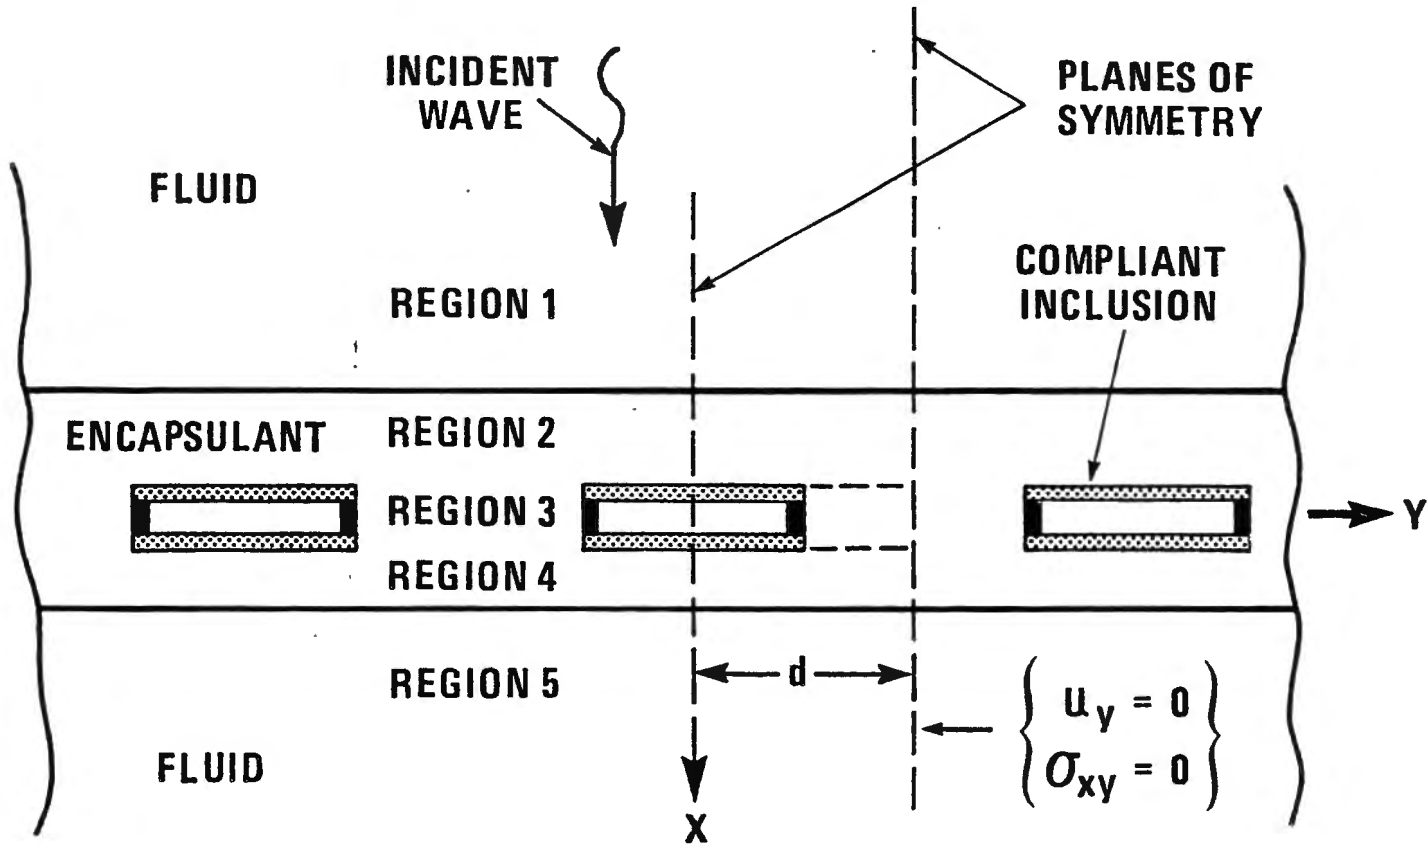 INCIDENT
WAVE
PLANES OF
SYMMETRY
FLUID
COMPLIANT
INCLUSION
REGION 1
ENCAPSULANT
REGION 2
REGION 3
Y
REGION 4
d
REGION 5
u_y = 0
σ_xy = 0
FLUID
X